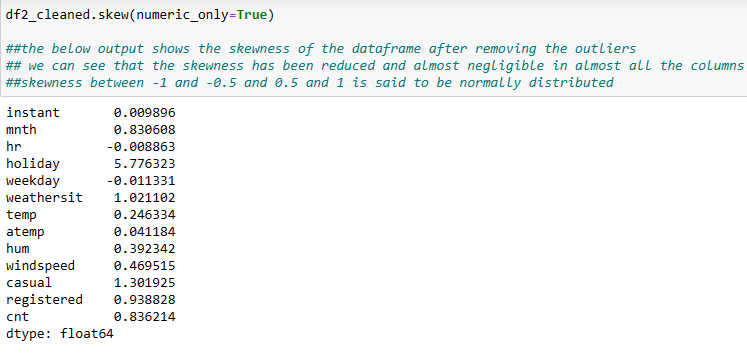 df2_cleaned.skew(numeric_only=True)
##the below output shows the skewness of the dataframe after removing the outliers
## we can see that the skewness has been reduced and almost negligible in almost all the columns
##skewness between -1 and -0.5 and 0.5 and 1 is said to be normally distributed
instant 0.009896
mnth 0.830608
hr -0.008863
holiday 5.776323
weekday -0.011331
weathersit 1.021102
temp 0.246334
atemp 0.041184
hum 0.392342
windspeed 0.469515
casual 1.301925
registered 0.938828
cnt 0.836214
dtype: float64